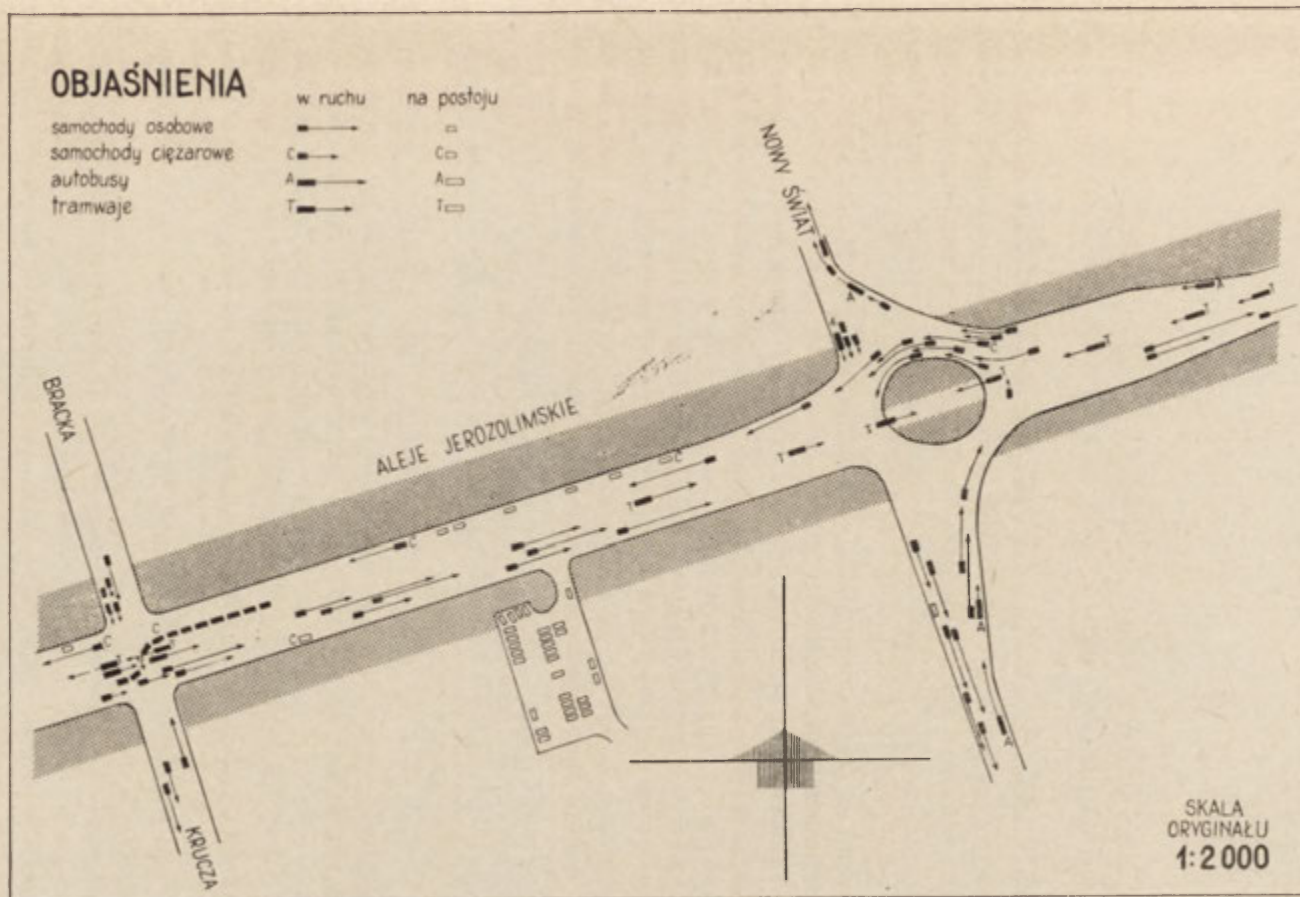 OBJAŚNIENIA
w ruchu na postoju
samochody osobowe
samochody ciężarowe C C
autobusy A A
tramwaje T T
NOWY ŚWIAT
BRACKA
ALEJE JEROZOLIMSKIE
KRUCZA
A
A
A
T
T
T
T
T
T
T
C
C
C
C
C
A
A
SKALA
ORYGINAŁU
1:2000